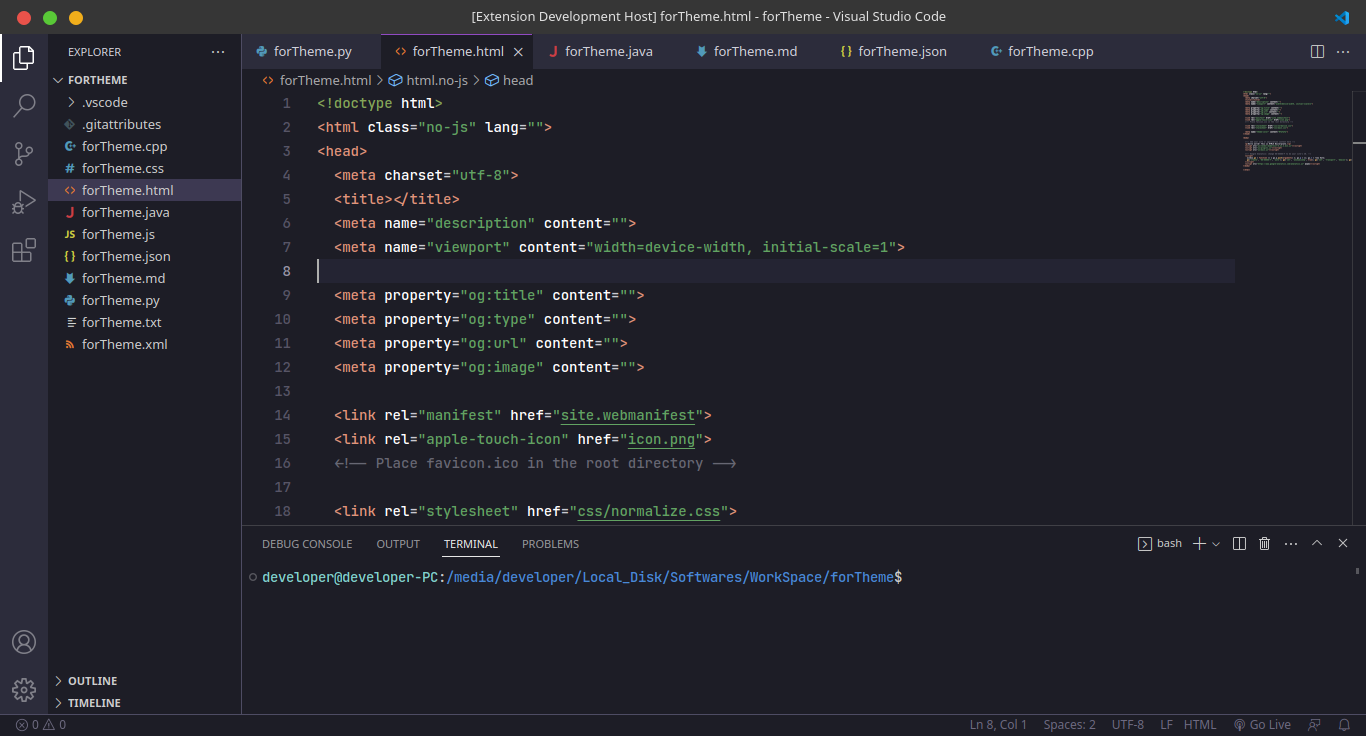 [Extension Development Host] forTheme.html - forTheme - Visual Studio Code
EXPLORER
FORTHEME
.vscode
.gitattributes
forTheme.cpp
forTheme.css
forTheme.html
forTheme.java
forTheme.js
forTheme.json
forTheme.md
forTheme.py
forTheme.txt
forTheme.xml
OUTLINE
TIMELINE
forTheme.py forTheme.html forTheme.java forTheme.md forTheme.json forTheme.cpp
forTheme.html > html.no-js > head
1 <!doctype html>
2 <html class="no-js" lang="">
3 <head>
4 <meta charset="utf-8">
5 <title></title>
6 <meta name="description" content="">
7 <meta name="viewport" content="width=device-width, initial-scale=1">
8
9 <meta property="og:title" content="">
10 <meta property="og:type" content="">
11 <meta property="og:url" content="">
12 <meta property="og:image" content="">
13
14 <link rel="manifest" href="site.webmanifest">
15 <link rel="apple-touch-icon" href="icon.png">
16 <!-- Place favicon.ico in the root directory -->
17
18 <link rel="stylesheet" href="css/normalize.css">
DEBUG CONSOLE OUTPUT TERMINAL PROBLEMS bash
developer@developer-PC:/media/developer/Local_Disk/Softwares/WorkSpace/forTheme$
0 0 Ln 8, Col 1 Spaces: 2 UTF-8 LF HTML Go Live